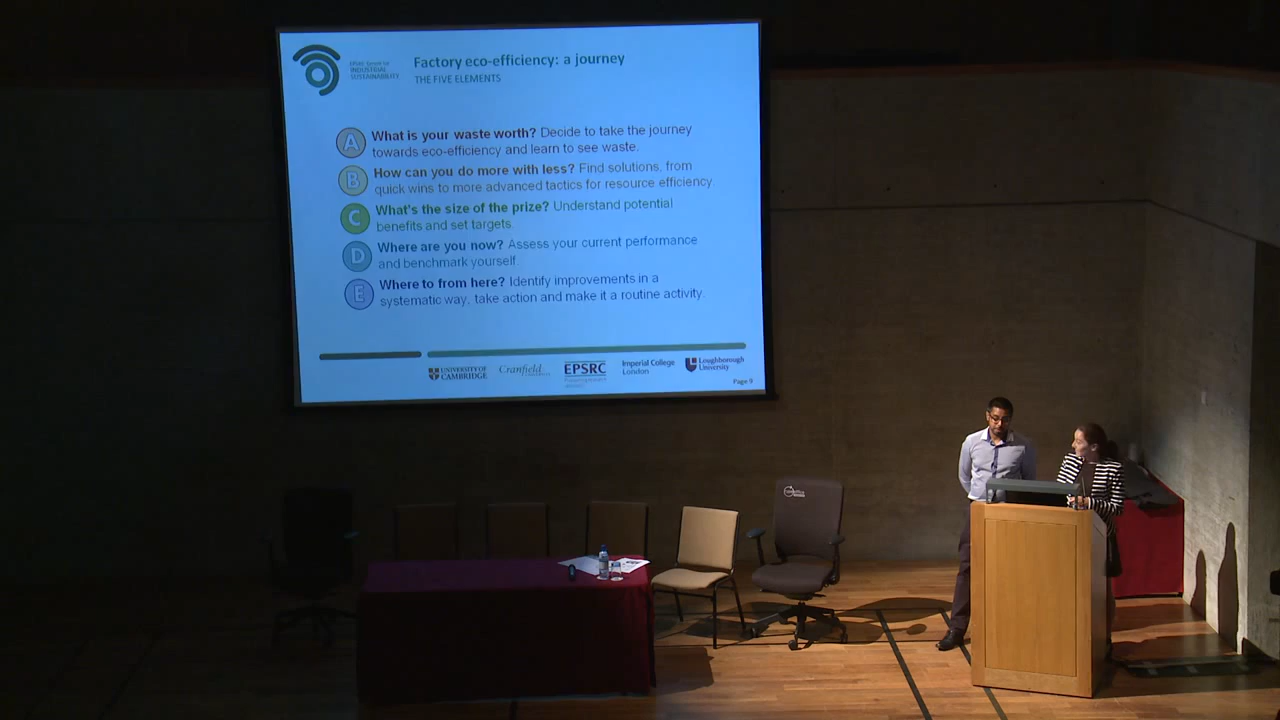 EPSRC Centre for
INDUSTRIAL
SUSTAINABILITY
Factory eco-efficiency: a journey
THE FIVE ELEMENTS
A
What is your waste worth? Decide to take the journey
towards eco-efficiency and learn to see waste.
B
How can you do more with less? Find solutions, from
quick wins to more advanced tactics for resource efficiency.
C
What's the size of the prize? Understand potential
benefits and set targets.
D
Where are you now? Assess your current performance
and benchmark yourself.
E
Where to from here? Identify improvements in a
systematic way, take action and make it a routine activity.
UNIVERSITY OF
CAMBRIDGE
Cranfield
UNIVERSITY
EPSRC
Imperial College
London
Loughborough
University
Page 9